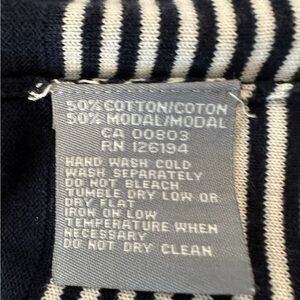 50% COTTON/COTON
50% MODAL/MODAL
CA 00803
RN 126194
HAND WASH COLD
WASH SEPARATELY
DO NOT BLEACH
TUMBLE DRY LOW OR
DRY FLAT
IRON ON LOW
TEMPERATURE WHEN
NECESSARY
DO NOT DRY CLEAN